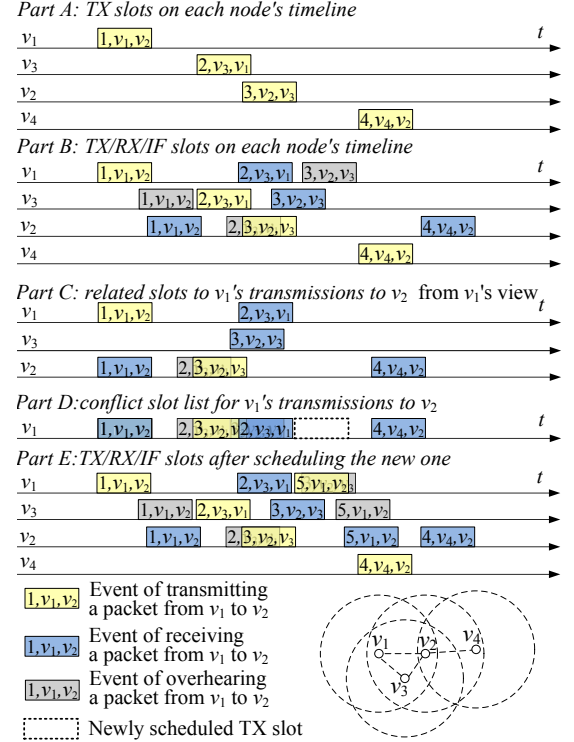 Part A: TX slots on each node's timeline
v1 1,v1,v2 t
v3 2,v3,v1
v2 3,v2,v3
v4 4,v4,v2
Part B: TX/RX/IF slots on each node's timeline
v1 1,v1,v2 2,v3,v1 3,v2,v3 t
v3 1,v1,v2 2,v3,v1 3,v2,v3
v2 1,v1,v2 2, 3,v2,v3 4,v4,v2
v4 4,v4,v2
Part C: related slots to v1's transmissions to v2 from v1's view
v1 1,v1,v2 2,v3,v1 t
v3 3,v2,v3
v2 1,v1,v2 2, 3,v2,v3 4,v4,v2
Part D:conflict slot list for v1's transmissions to v2
v1 1,v1,v2 2, 3,v2,v 2,v3,v1 4,v4,v2 t
Part E:TX/RX/IF slots after scheduling the new one
v1 1,v1,v2 2,v3,v1 5,v1,v2 3 t
v3 1,v1,v2 2,v3,v1 3,v2,v3 5,v1,v2
v2 1,v1,v2 2, 3,v2,v3 5,v1,v2 4,v4,v2
v4 4,v4,v2
1,v1,v2 Event of transmitting
a packet from v1 to v2
1,v1,v2 Event of receiving
a packet from v1 to v2
1,v1,v2 Event of overhearing
a packet from v1 to v2
Newly scheduled TX slot
v1 v2 v4
v3